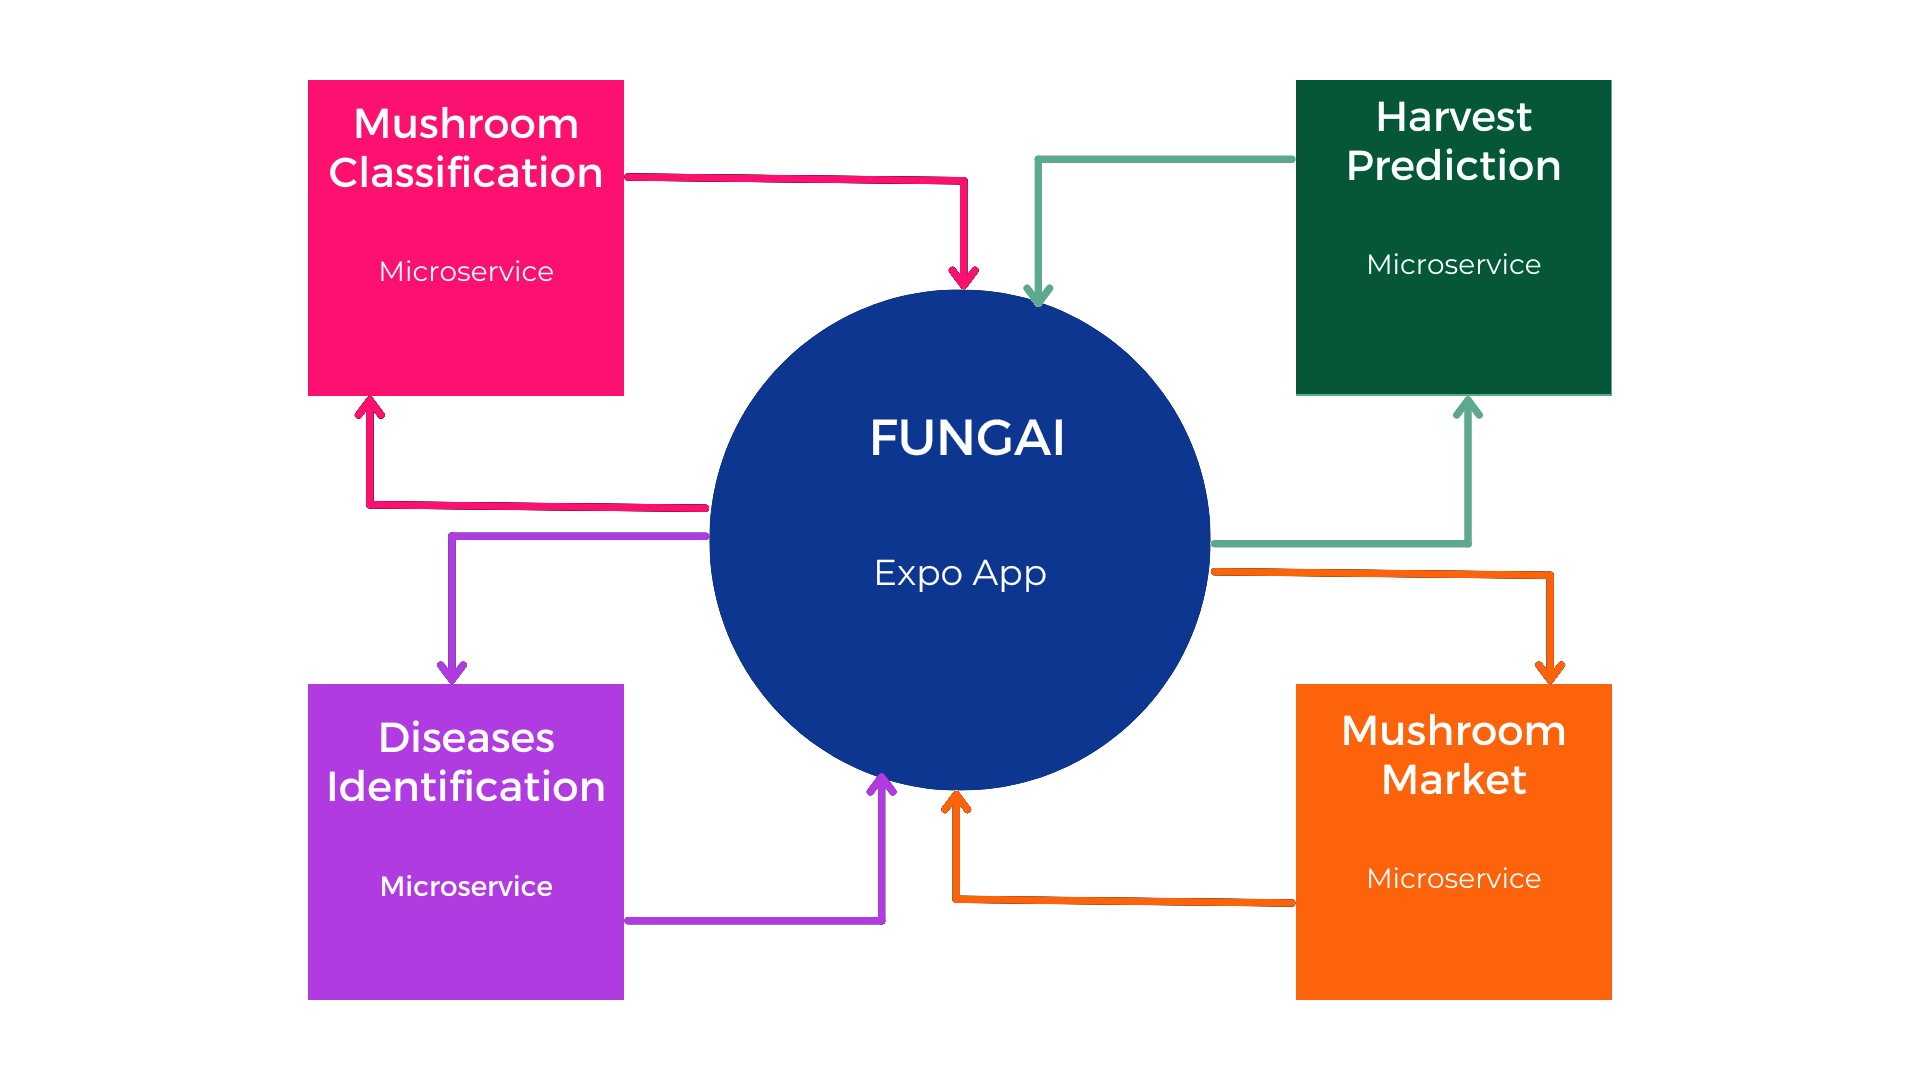 Mushroom
Classification
Microservice
Harvest
Prediction
Microservice
FUNGAI
Expo App
Diseases
Identification
Microservice
Mushroom
Market
Microservice